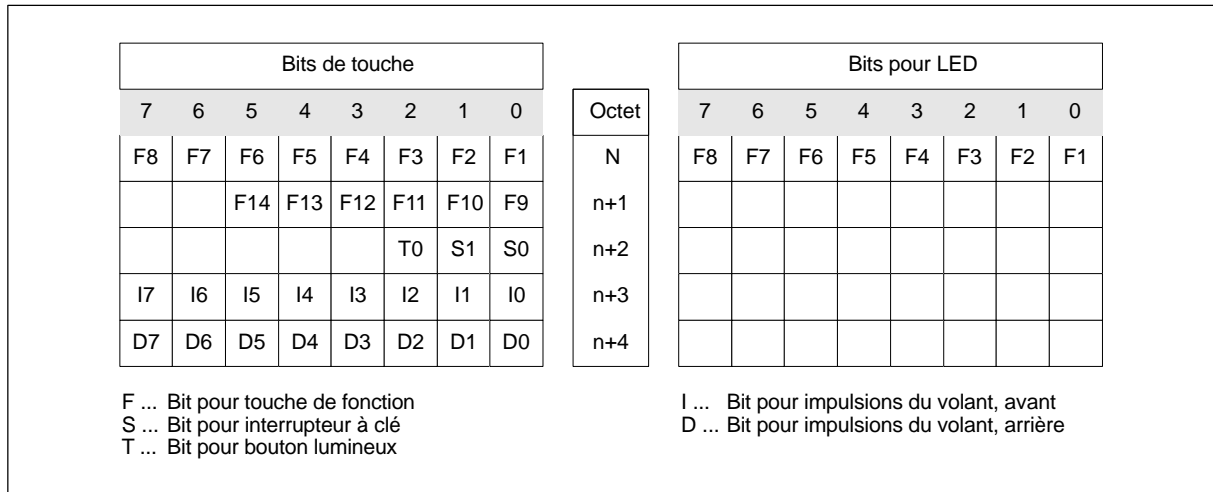 Bits de touche Bits pour LED
7 6 5 4 3 2 1 0 Octet 7 6 5 4 3 2 1 0
F8 F7 F6 F5 F4 F3 F2 F1 N F8 F7 F6 F5 F4 F3 F2 F1
F14 F13 F12 F11 F10 F9 n+1
T0 S1 S0 n+2
I7 I6 I5 I4 I3 I2 I1 I0 n+3
D7 D6 D5 D4 D3 D2 D1 D0 n+4
F ... Bit pour touche de fonction
S ... Bit pour interrupteur à clé
T ... Bit pour bouton lumineux
I ... Bit pour impulsions du volant, avant
D ... Bit pour impulsions du volant, arrière